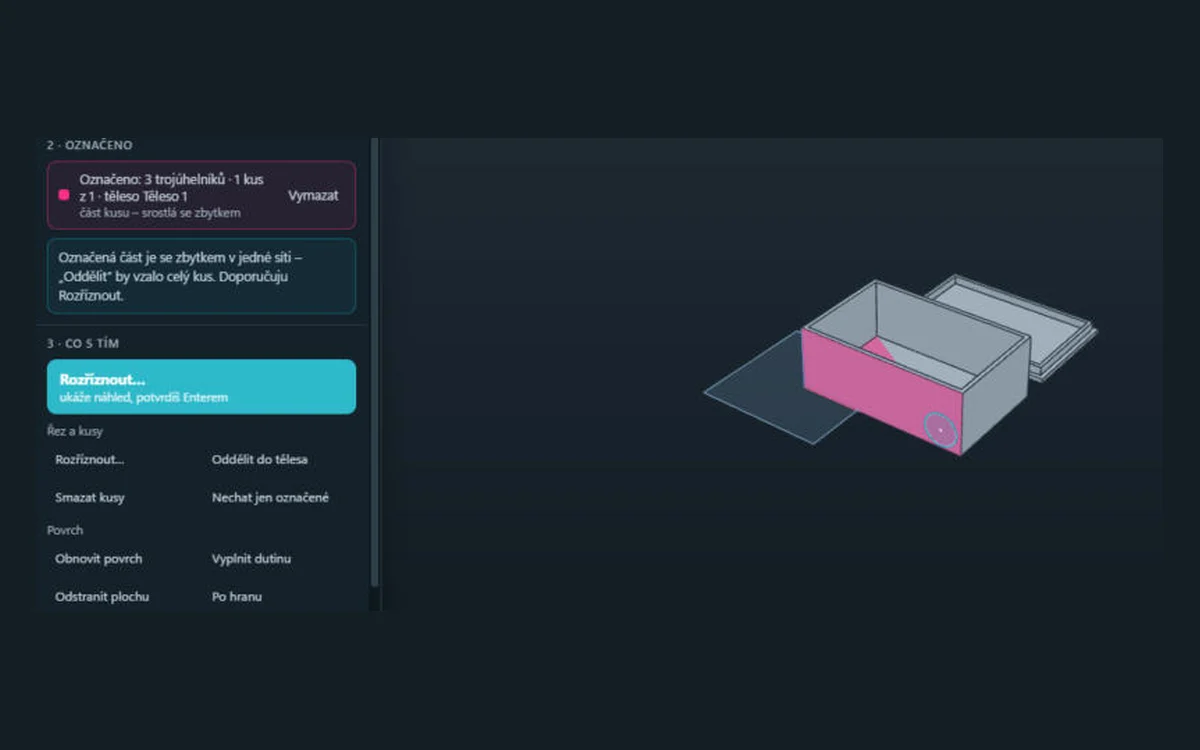 2 · OZNAČENO
Označeno: 3 trojúhelníků · 1 kus
z 1 · těleso Těleso 1
část kusu – srostlá se zbytkem
Vymazat
Označená část je se zbytkem v jedné síti –
„Oddělit“ by vzalo celý kus. Doporučuju
Rozříznout.
3 · CO S TÍM
Rozříznout...
ukáže náhled, potvrdíš Enterem
Řez a kusy
Rozříznout...
Oddělit do tělesa
Smazat kusy
Nechat jen označené
Povrch
Obnovit povrch
Vyplnit dutinu
Odstranit plochu
Po hranu